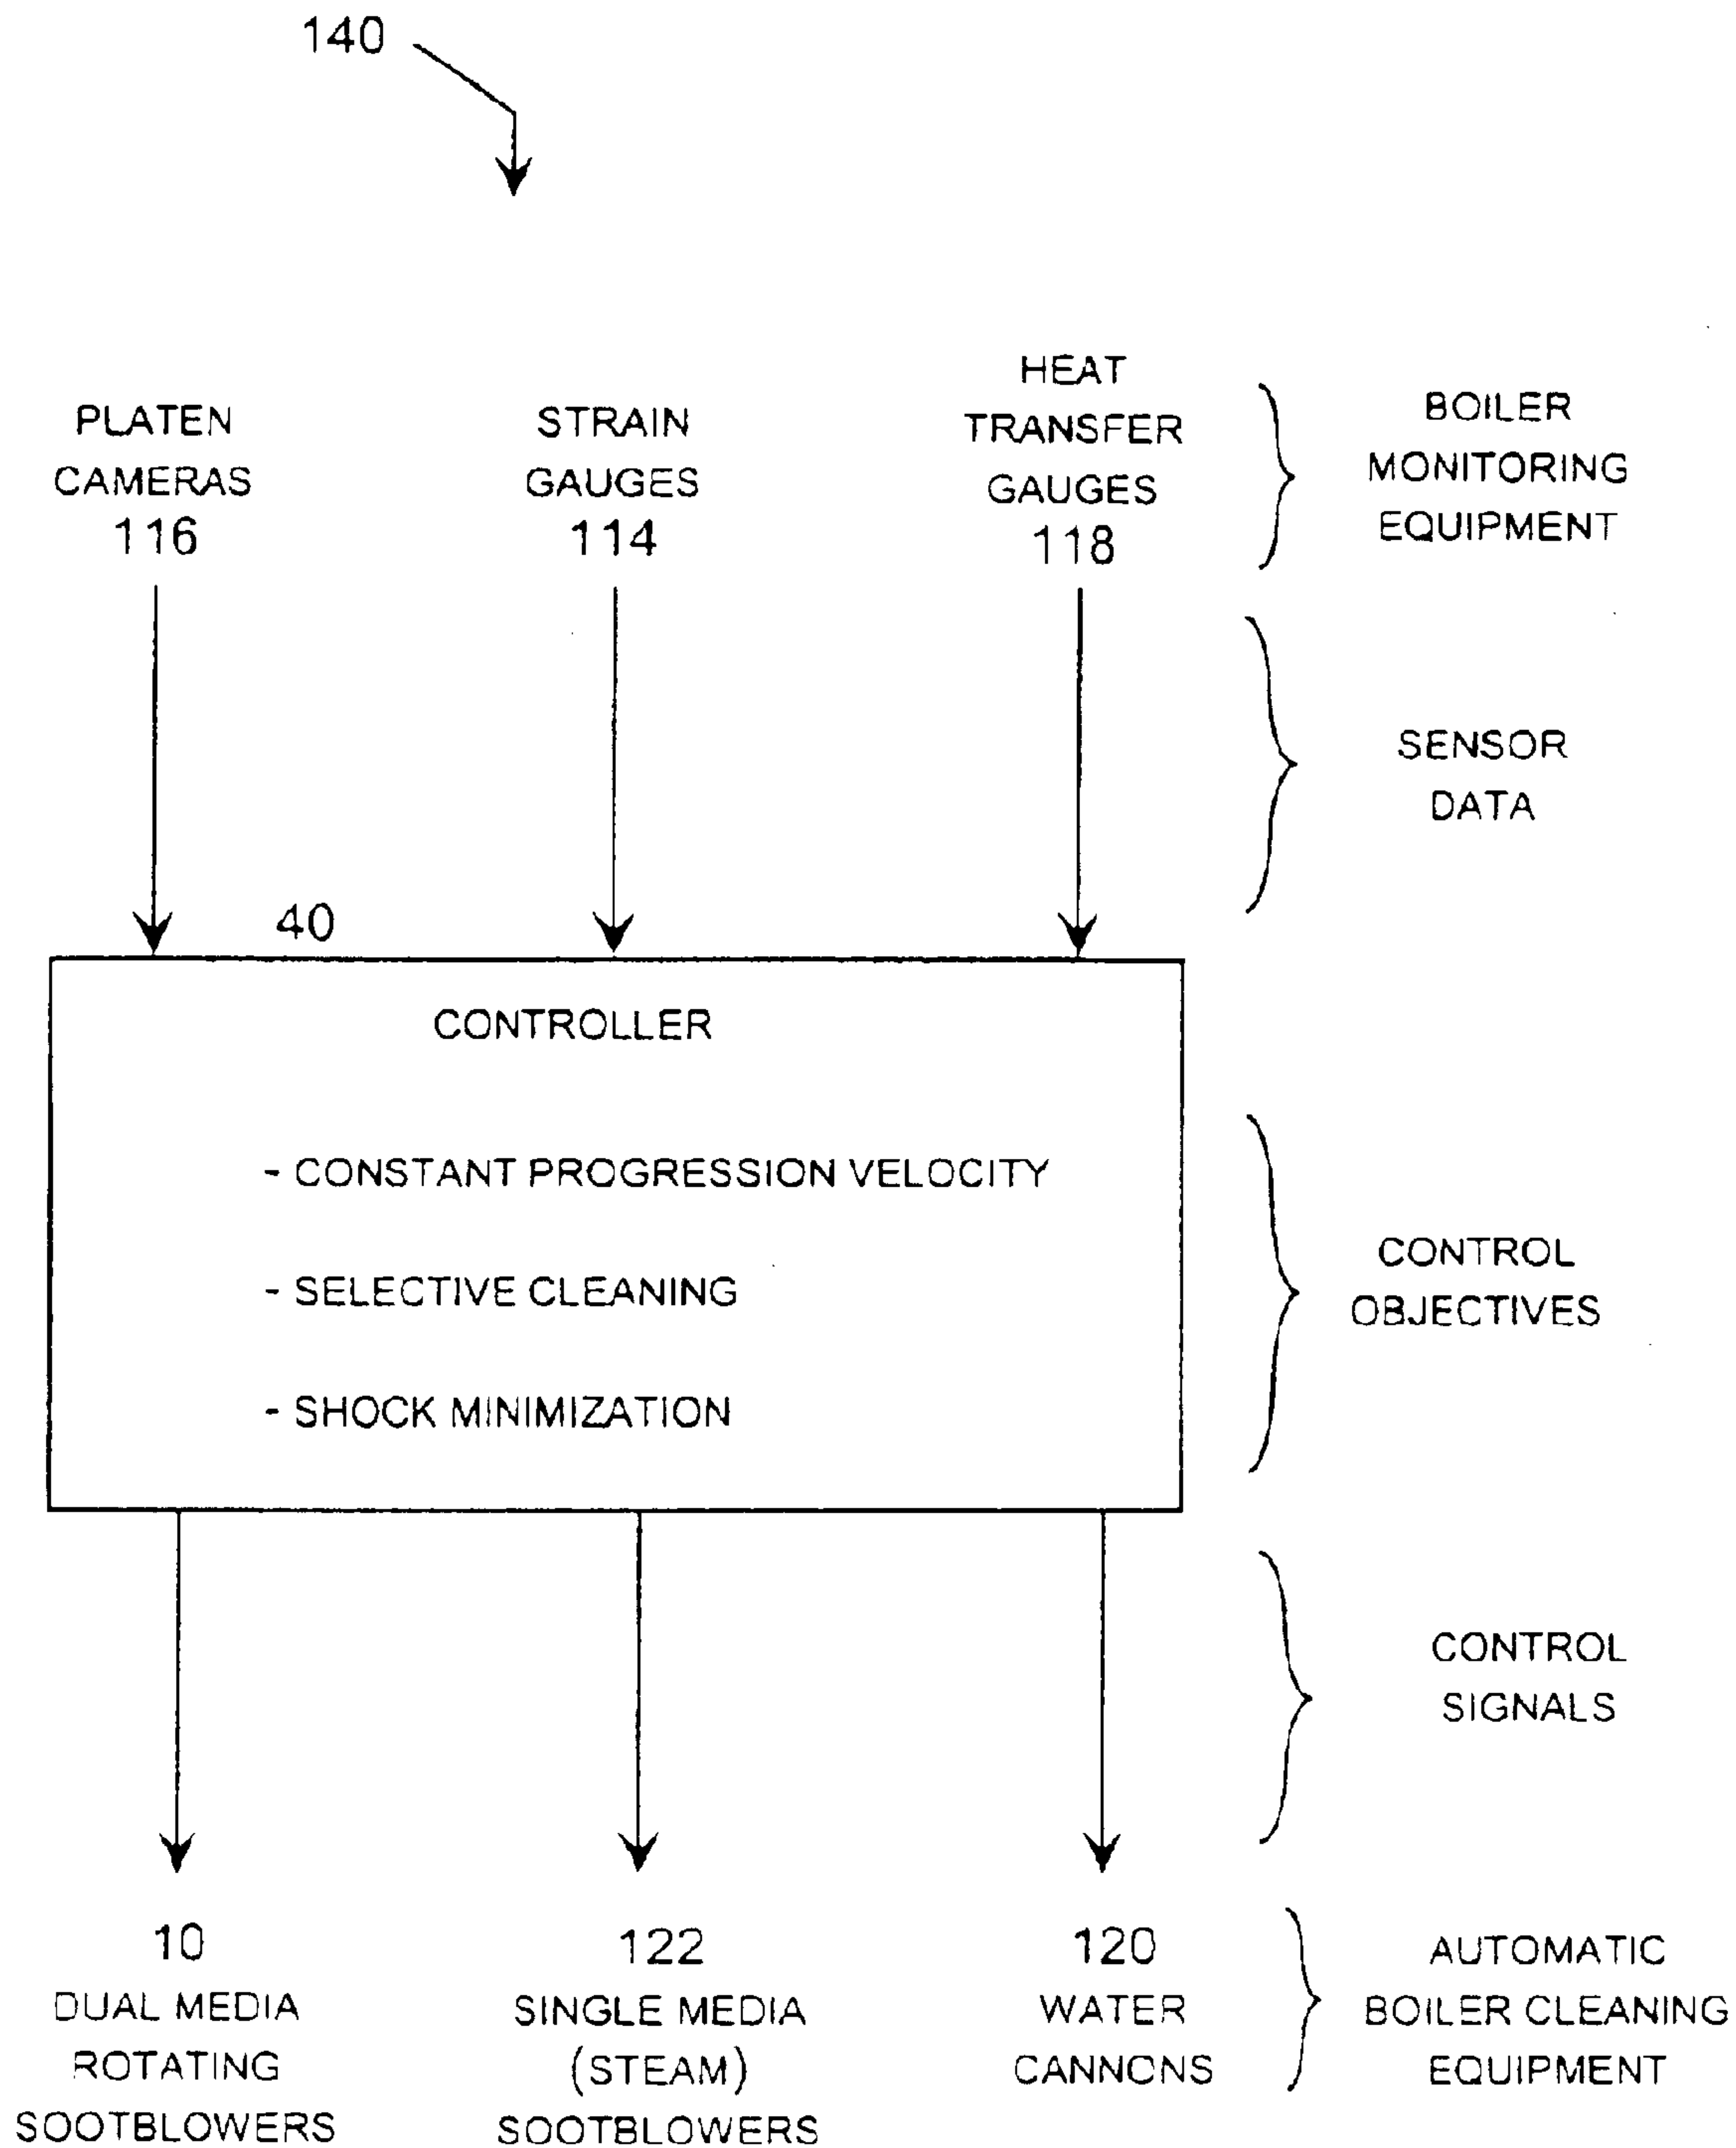 140
PLATEN
CAMERAS
116
STRAIN
GAUGES
114
HEAT
TRANSFER
GAUGES
118
BOILER
MONITORING
EQUIPMENT
SENSOR
DATA
40
CONTROLLER
- CONSTANT PROGRESSION VELOCITY
- SELECTIVE CLEANING
- SHOCK MINIMIZATION
CONTROL
OBJECTIVES
CONTROL
SIGNALS
10
DUAL MEDIA
ROTATING
SOOTBLOWERS
122
SINGLE MEDIA
(STEAM)
SOOTBLOWERS
120
WATER
CANNONS
AUTOMATIC
BOILER CLEANING
EQUIPMENT